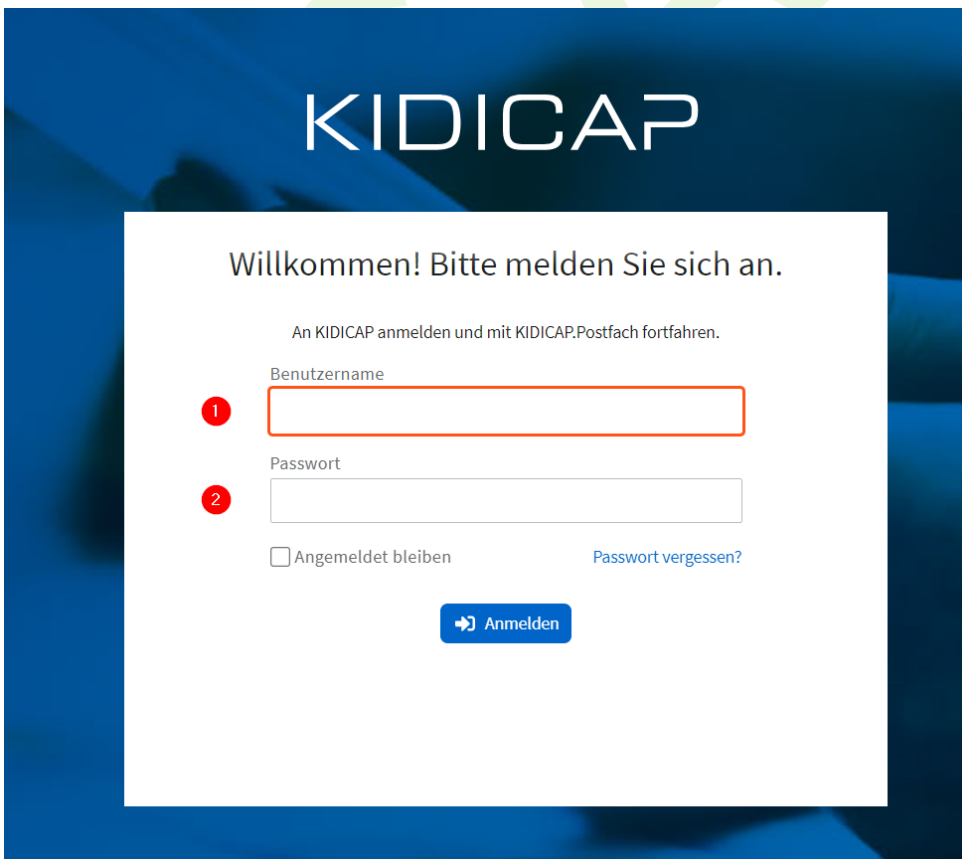 KIDICAP
Willkommen! Bitte melden Sie sich an.
An KIDICAP anmelden und mit KIDICAP.Postfach fortfahren.
Benutzername
1
Passwort
2
Angemeldet bleiben Passwort vergessen?
Anmelden